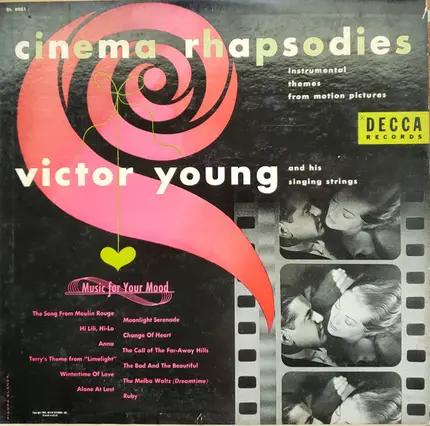 DL 8051
cinema rhapsodies
instrumental
themes
from motion pictures
DECCA
RECORDS
victor young
and his
singing strings
Music for Your Mood
The Song From Moulin Rouge
Hi Lili, Hi-Lo
Anna
Terry's Theme from "Limelight"
Wintertime Of Love
Alone At Last
Moonlight Serenade
Change Of Heart
The Call of The Far-Away Hills
The Bad And The Beautiful
The Melba Waltz (Dreamtime)
Ruby